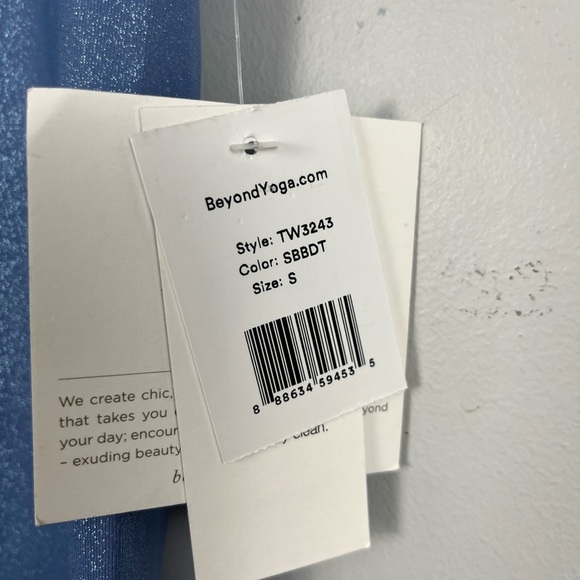 BeyondYoga.com
Style: TW3243
Color: SBBDT
Size: S
8 88634 59453 5
We create chic,
that takes you
your day; encour
– exuding beauty
yond
clean.